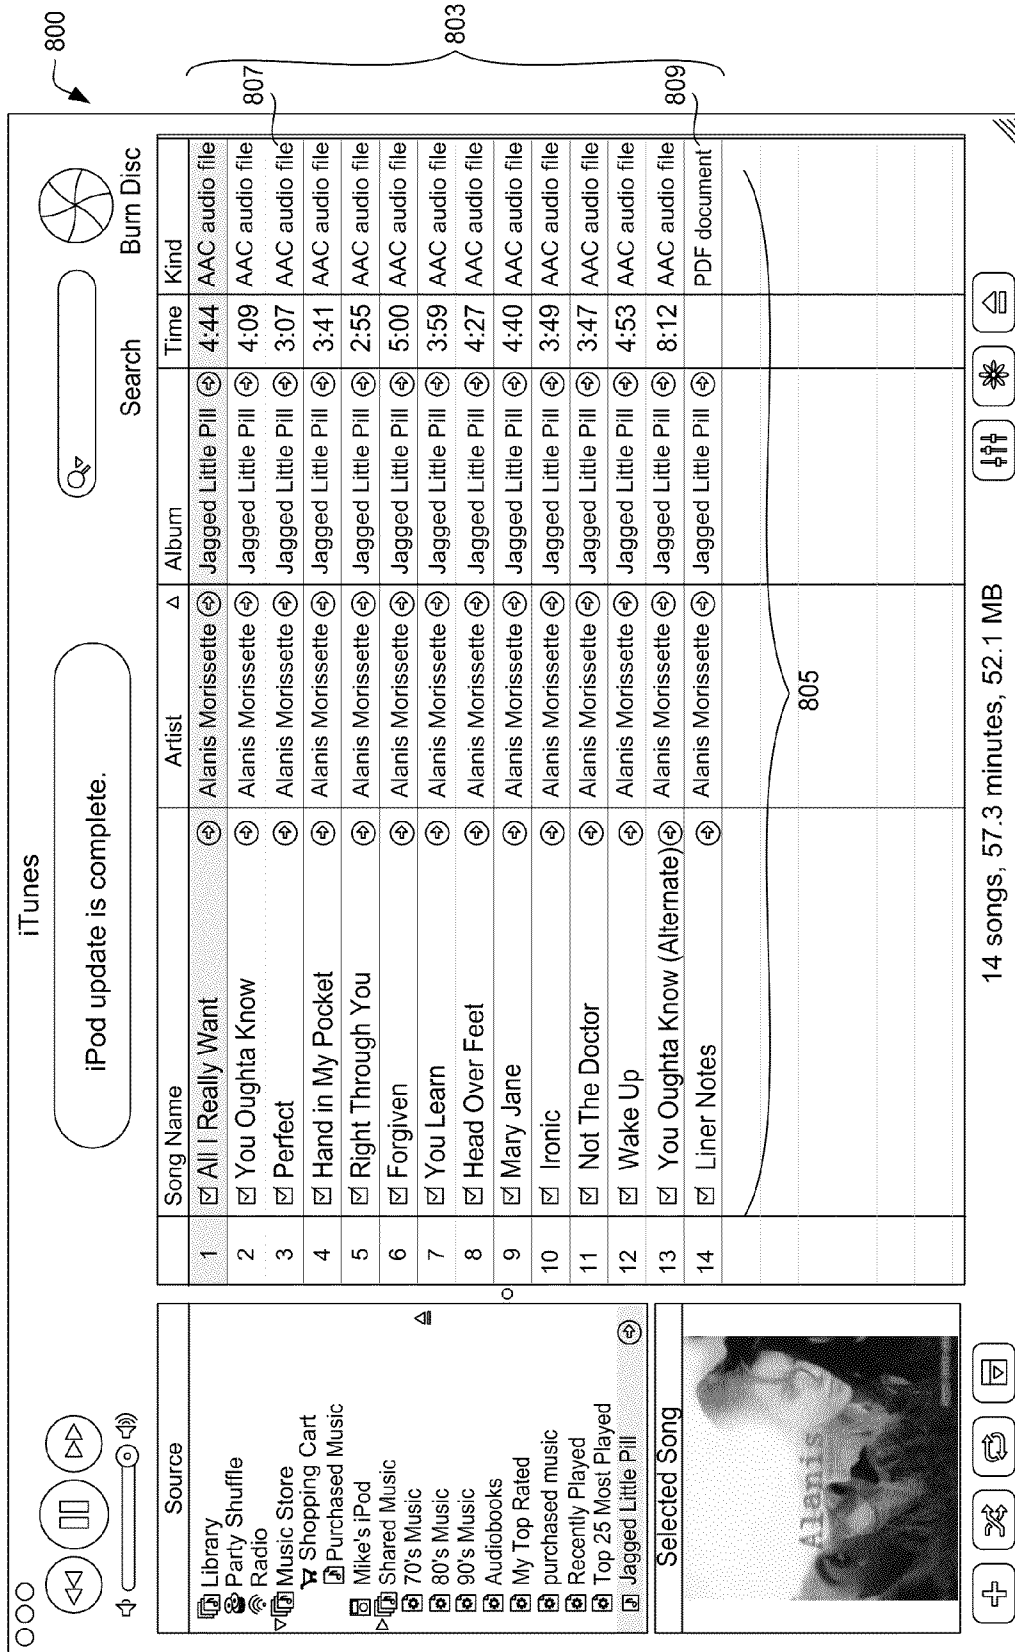 800
iTunes
iPod update is complete.
Search
Burn Disc
Source
Library
Party Shuffle
Radio
Music Store
Shopping Cart
Purchased Music
Mike's iPod
Shared Music
70's Music
80's Music
90's Music
Audiobooks
My Top Rated
purchased music
Recently Played
Top 25 Most Played
Jagged Little Pill
Selected Song
Alanis
Song Name Artist Album Time Kind
1 All I Really Want Alanis Morissette Jagged Little Pill 4:44 AAC audio file
2 You Ougahta Know Alanis Morissette Jagged Little Pill 4:09 AAC audio file
3 Perfect Alanis Morissette Jagged Little Pill 3:07 AAC audio file
4 Hand in My Pocket Alanis Morissette Jagged Little Pill 3:41 AAC audio file
5 Right Through You Alanis Morissette Jagged Little Pill 2:55 AAC audio file
6 Forgiven Alanis Morissette Jagged Little Pill 5:00 AAC audio file
7 You Learn Alanis Morissette Jagged Little Pill 3:59 AAC audio file
8 Head Over Feet Alanis Morissette Jagged Little Pill 4:27 AAC audio file
9 Mary Jane Alanis Morissette Jagged Little Pill 4:40 AAC audio file
10 Ironic Alanis Morissette Jagged Little Pill 3:49 AAC audio file
11 Not The Doctor Alanis Morissette Jagged Little Pill 3:47 AAC audio file
12 Wake Up Alanis Morissette Jagged Little Pill 4:53 AAC audio file
13 You Oughta Know (Alternate) Alanis Morissette Jagged Little Pill 8:12 AAC audio file
14 Liner Notes Alanis Morissette Jagged Little Pill PDF document
807
803
809
805
14 songs, 57.3 minutes, 52.1 MB